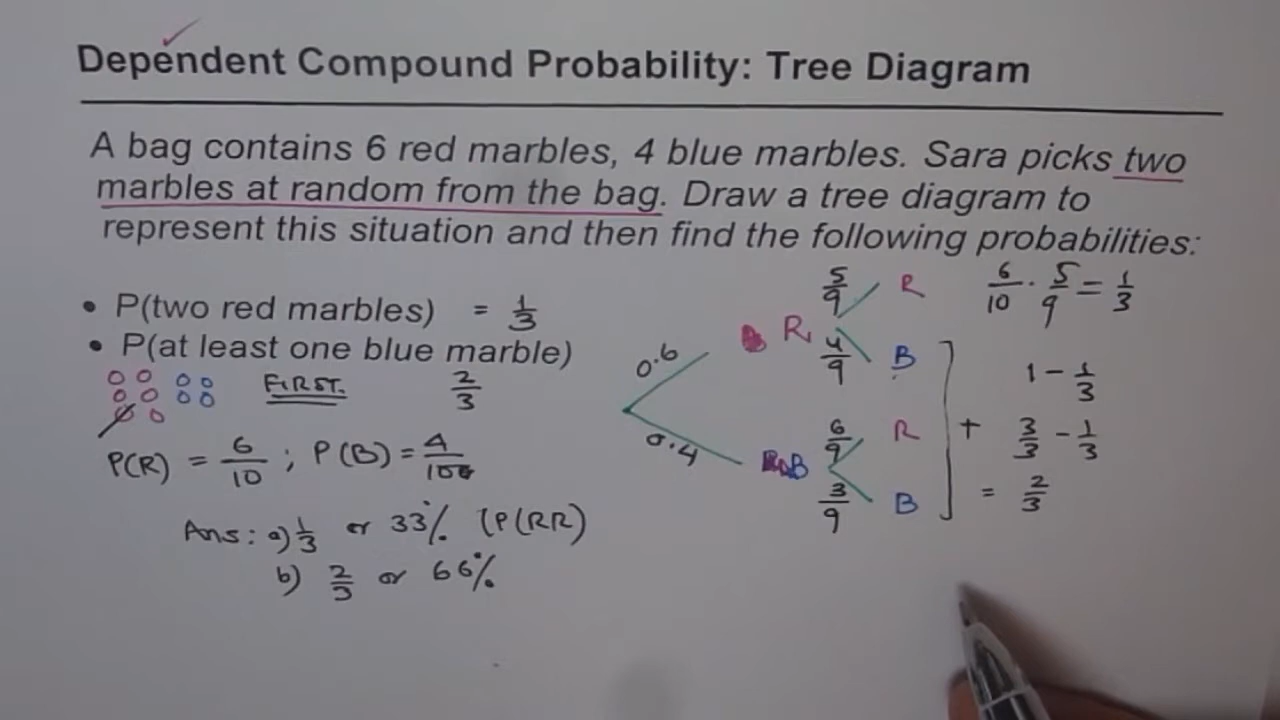 Dependent Compound Probability: Tree Diagram
A bag contains 6 red marbles, 4 blue marbles. Sara picks two
marbles at random from the bag. Draw a tree diagram to
represent this situation and then find the following probabilities:
• P(two red marbles) = 1/3
• P(at least one blue marble)
FIRST. 2/3
P(R) = 6/10 ; P(B) = 4/10
Ans: a) 1/3 or 33% (P(RR)
b) 2/3 or 66%
0.6 R
5/9 R
4/9 B
0.4 B
6/9 R
3/9 B
6/10 · 5/9 = 1/3
1 - 1/3
+ 3/3 - 1/3
= 2/3